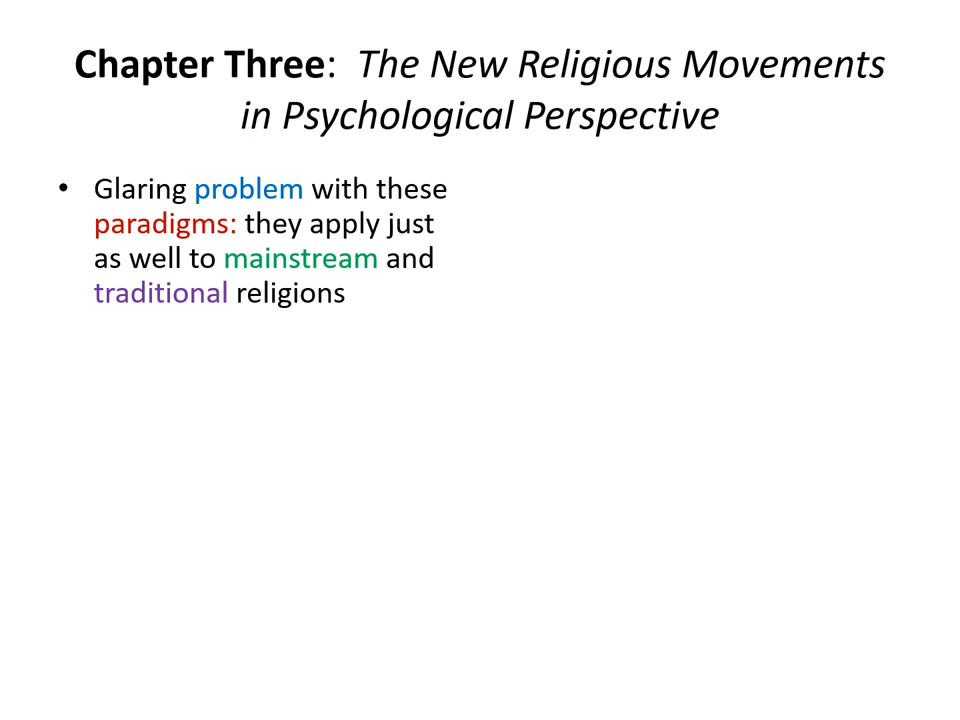 Chapter Three:  The New Religious Movements
in Psychological Perspective
• Glaring problem with these
paradigms: they apply just
as well to mainstream and
traditional religions